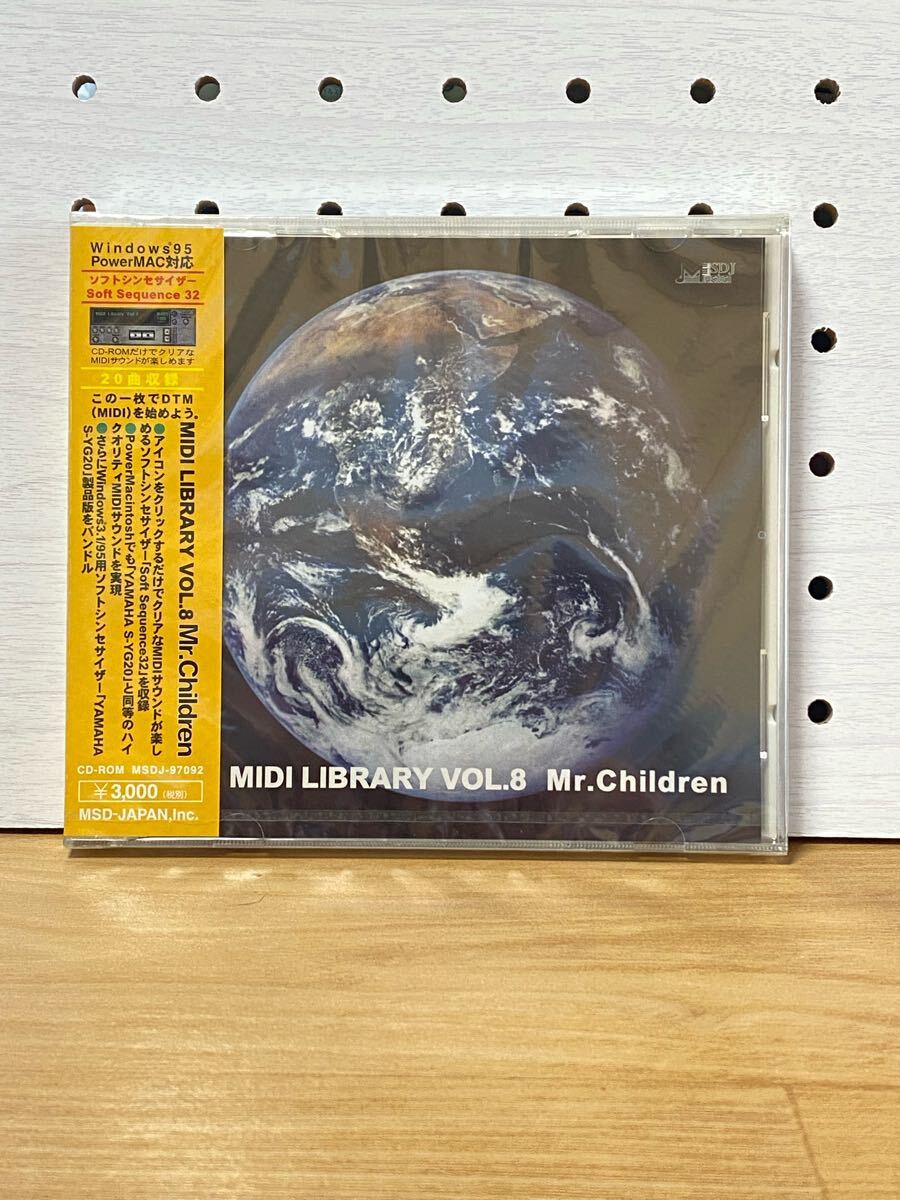 Windows95
PowerMAC対応
ソフトシンセサイザー
Soft Sequence 32
MIDI Library Vol.8
CD-ROMだけでクリアな
MIDIサウンドが楽しめます
20曲収録
この一枚でDTM
(MIDI)を始めよう。
MIDI LIBRARY VOL.8 Mr.Children
●アイコンをクリックするだけでクリアなMIDIサウンドが楽し
めるソフトシンセサイザー「Soft Sequence32」を収録
●PowerMacintoshでも「YAMAHA S-YG20」と同等のハイ
クオリティMIDIサウンドを実現
●さらにWindows3.1/95用ソフトシンセサイザー「YAMAHA
S-YG20」製品版をバンドル
CD-ROM MSDJ-97092
¥3,000(税別)
MSD-JAPAN,Inc.
MSDJ
MIDI LIBRARY VOL.8 Mr.Children